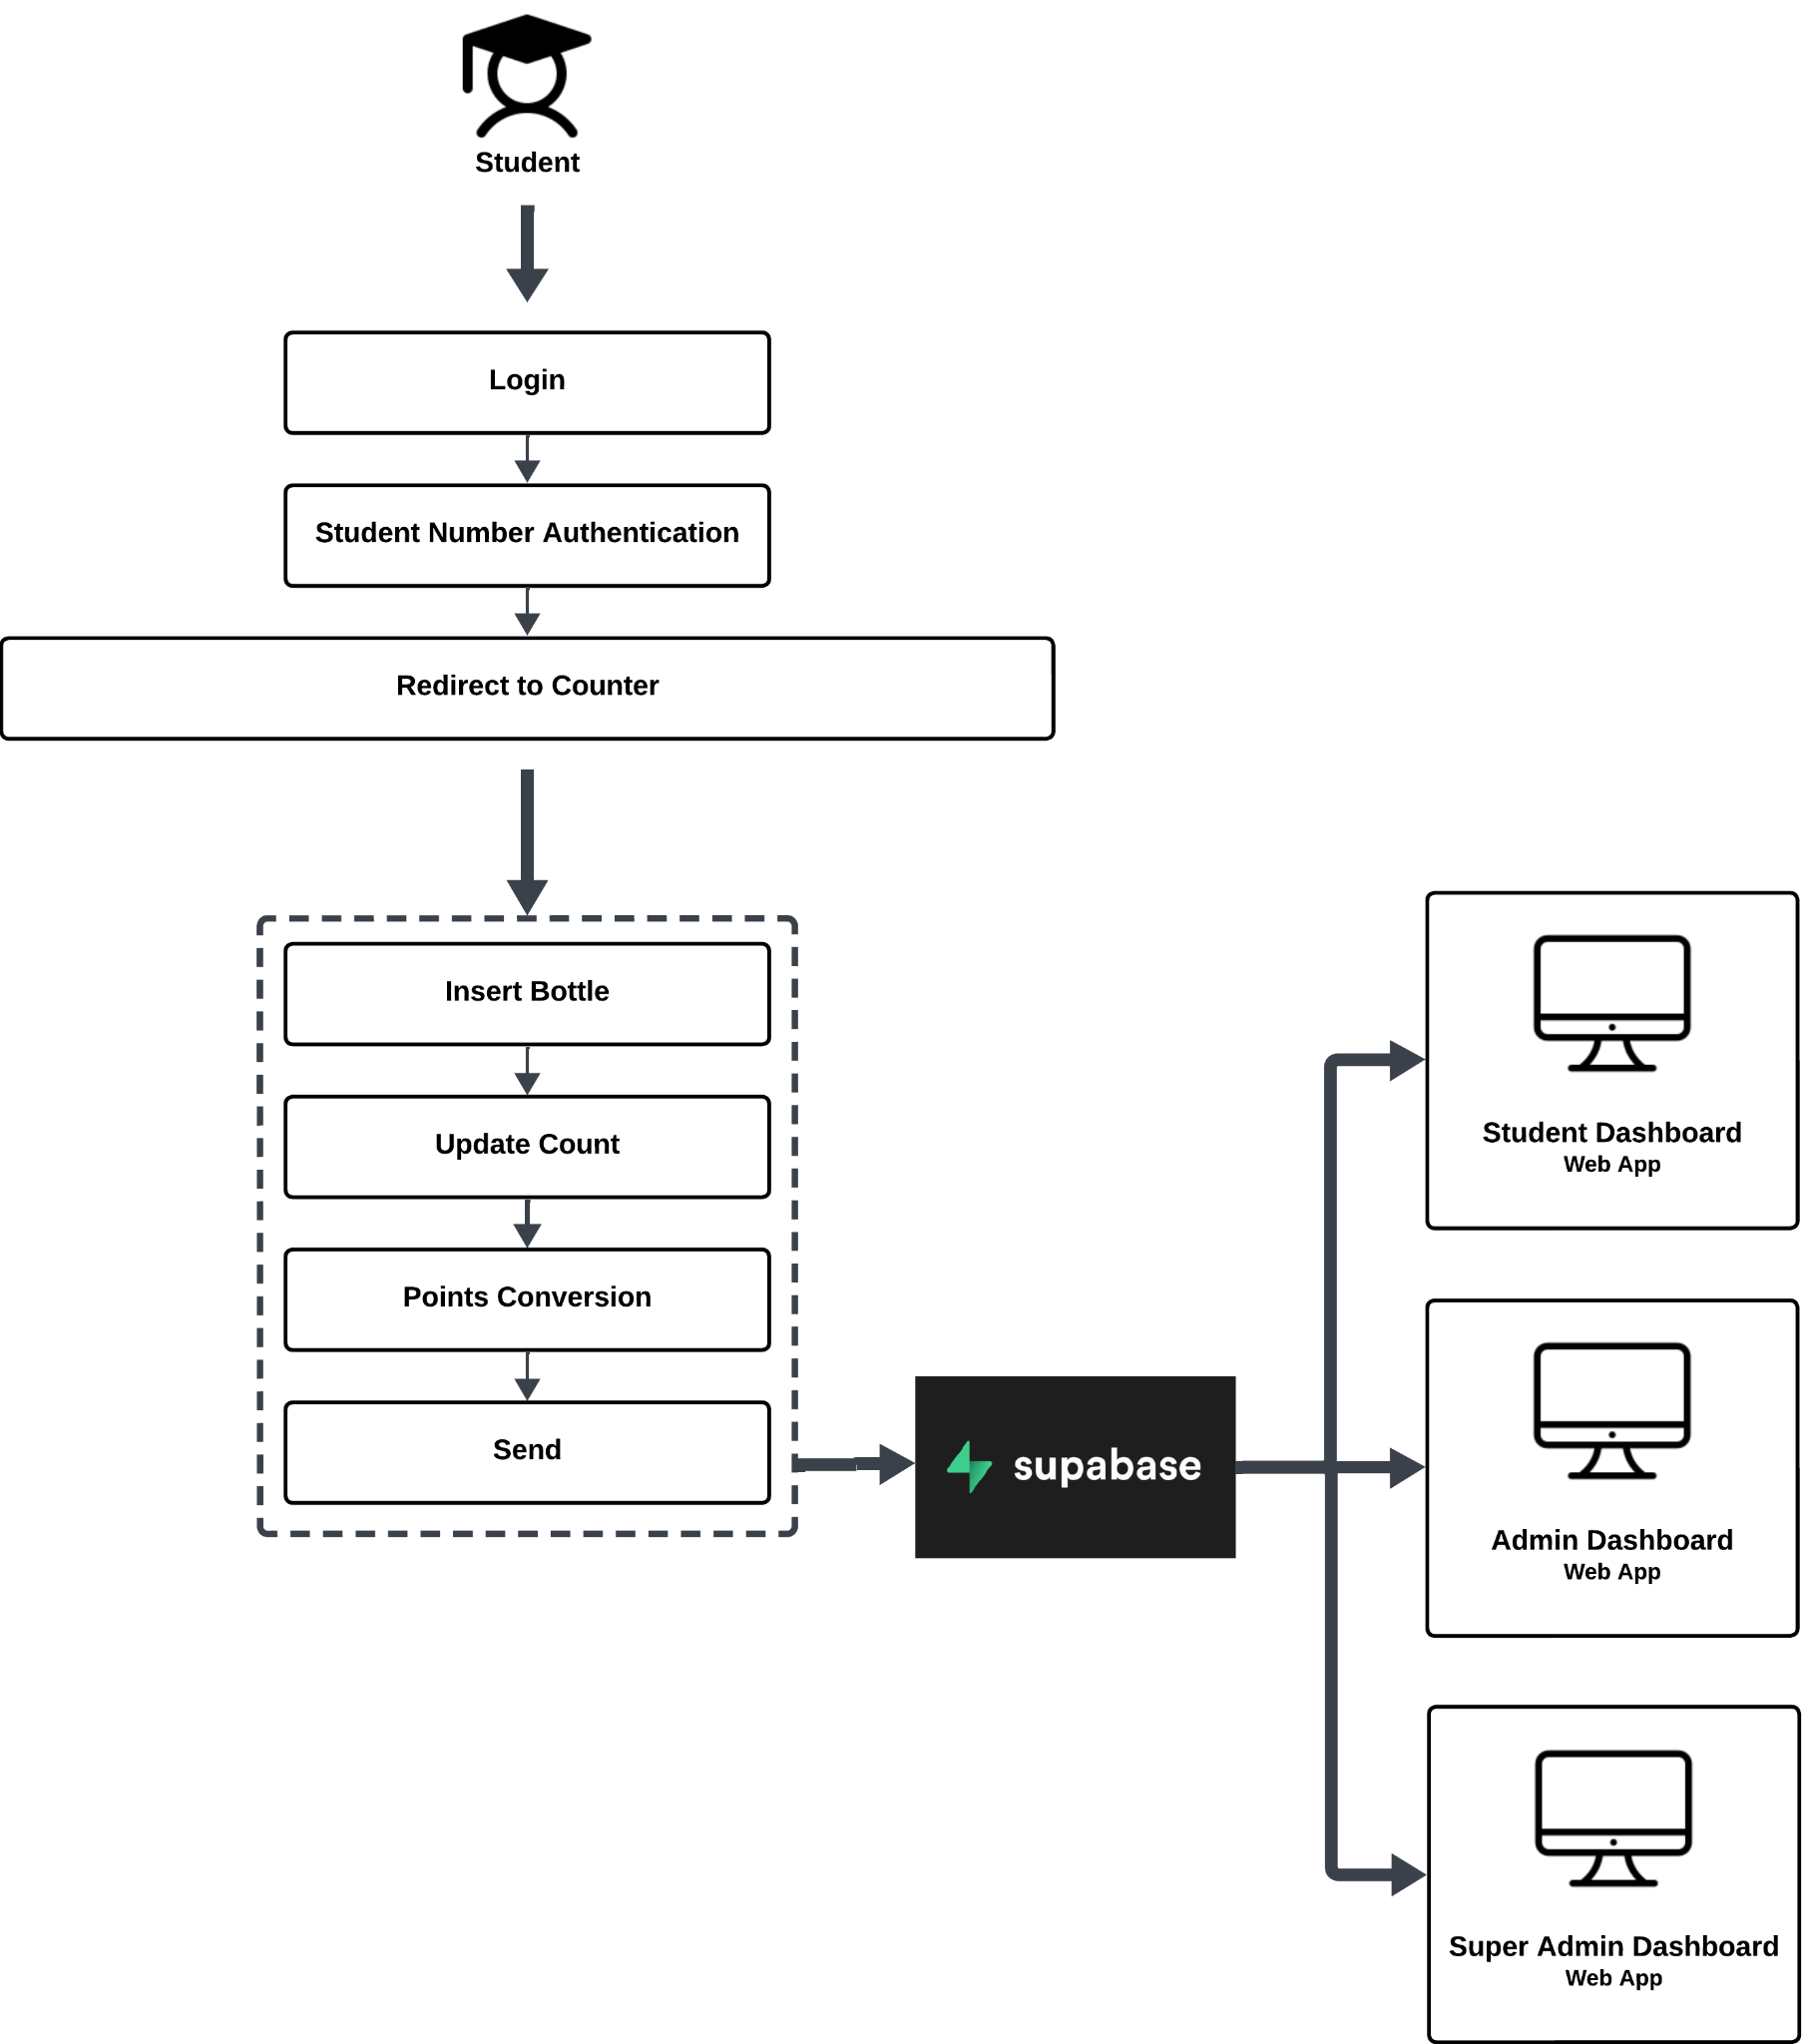 Student
Login
Student Number Authentication
Redirect to Counter
Insert Bottle
Update Count
Points Conversion
Send
supabase
Student Dashboard
Web App
Admin Dashboard
Web App
Super Admin Dashboard
Web App